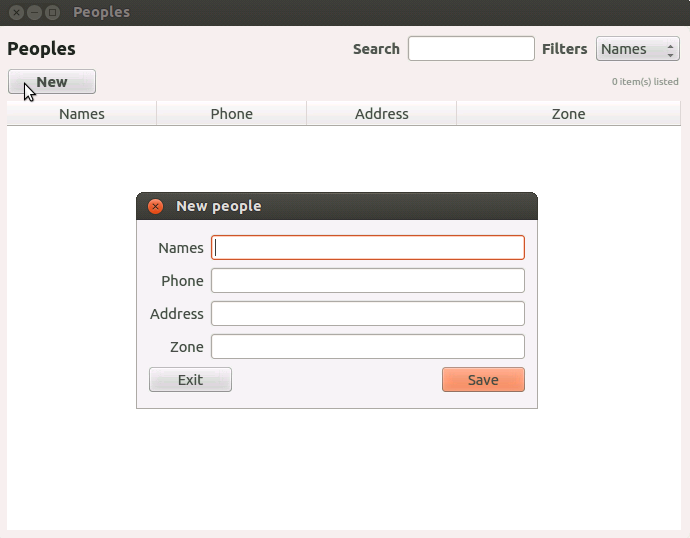 Peoples
Peoples Search Filters Names
New 0 item(s) listed
Names Phone Address Zone
New people
Names
Phone
Address
Zone
Exit Save